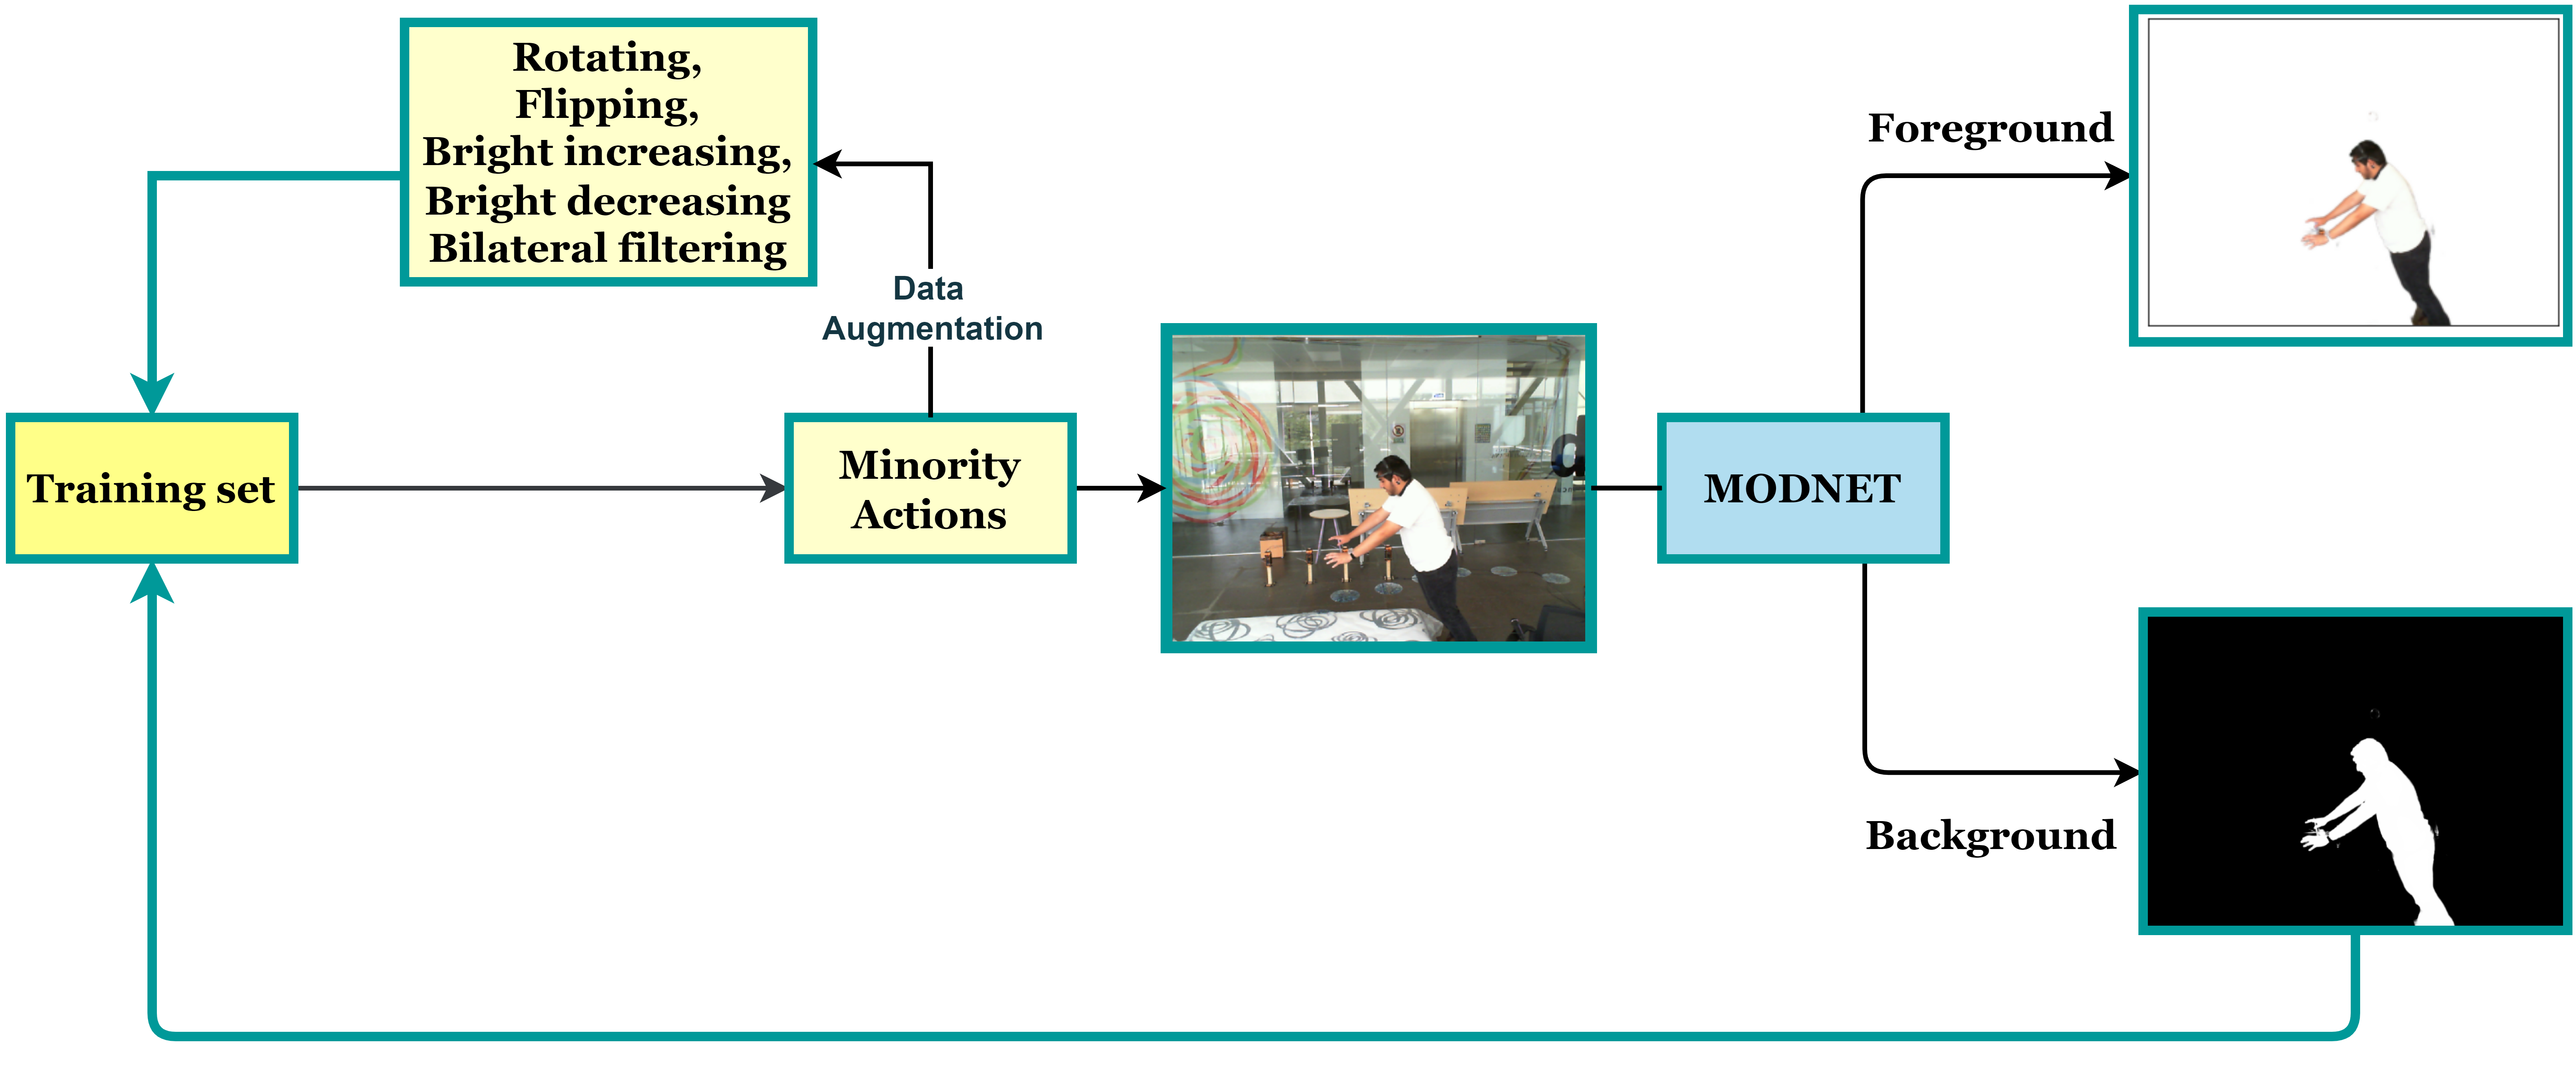 Rotating,
Flipping,
Bright increasing,
Bright decreasing
Bilateral filtering
Data
Augmentation
Training set
Minority
Actions
MODNET
Foreground
Background